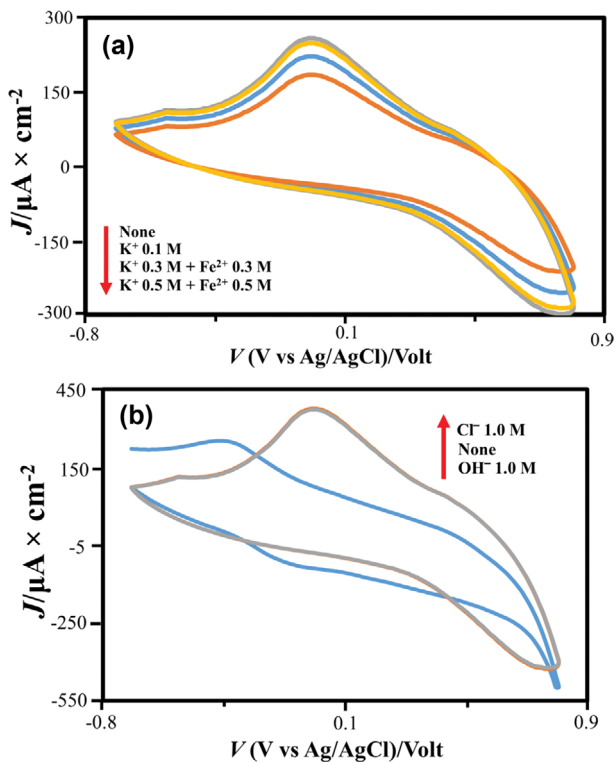 (a)
300
150
0
-150
-300
J/μA × cm⁻²
None
K⁺ 0.1 M
K⁺ 0.3 M + Fe²⁺ 0.3 M
K⁺ 0.5 M + Fe²⁺ 0.5 M
-0.8
0.1
0.9
V (V vs Ag/AgCl)/Volt
(b)
450
150
-5
-250
-550
J/μA × cm⁻²
Cl⁻ 1.0 M
None
OH⁻ 1.0 M
-0.8
0.1
0.9
V (V vs Ag/AgCl)/Volt